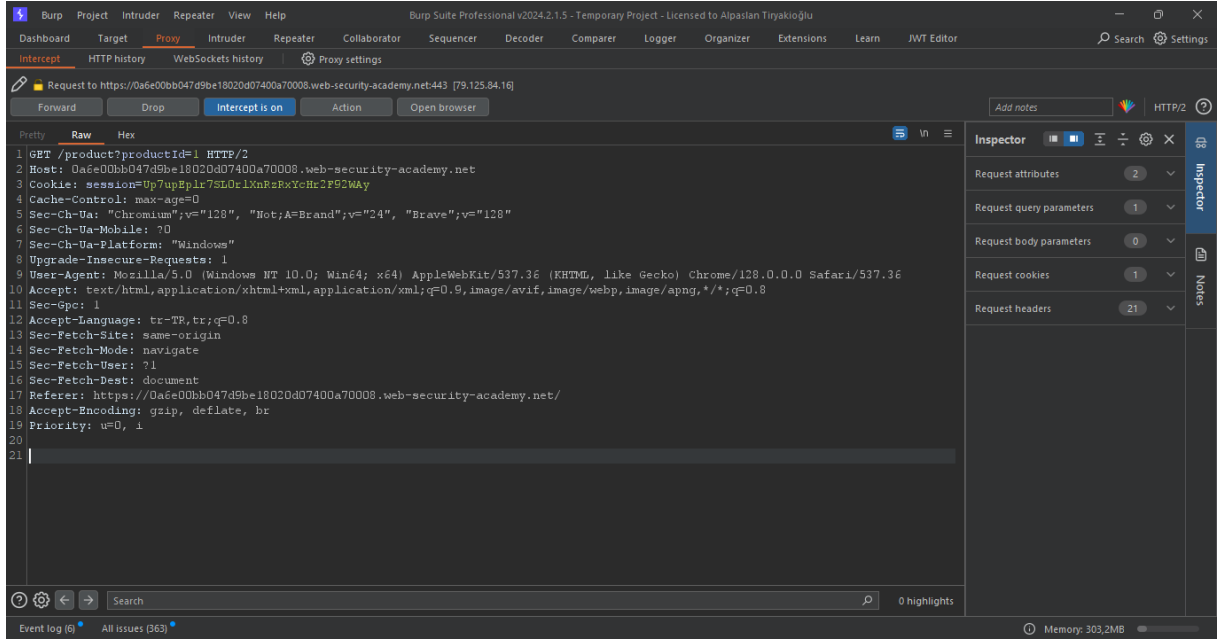 Burp Project Intruder Repeater View Help Burp Suite Professional v2024.2.1.5 - Temporary Project - Licensed to Alpaslan Tiryakioğlu
Dashboard Target Proxy Intruder Repeater Collaborator Sequencer Decoder Comparer Logger Organizer Extensions Learn JWT Editor Search Settings
Intercept HTTP history WebSockets history Proxy settings
Request to https://0a6e00bb047d9be18020d07400a70008.web-security-academy.net:443 [79.125.84.16]
Forward Drop Intercept is on Action Open browser Add notes HTTP/2
Pretty Raw Hex \n
Inspector
Request attributes 2
Request query parameters 1
Request body parameters 0
Request cookies 1
Request headers 21
Inspector
Notes
1 GET /product?productId=1 HTTP/2
2 Host: 0a6e00bb047d9be18020d07400a70008.web-security-academy.net
3 Cookie: session=Up7upEplr7SLOrlXnRzRxYcHr2F92WAy
4 Cache-Control: max-age=0
5 Sec-Ch-Ua: "Chromium";v="128", "Not;A=Brand";v="24", "Brave";v="128"
6 Sec-Ch-Ua-Mobile: ?0
7 Sec-Ch-Ua-Platform: "Windows"
8 Upgrade-Insecure-Requests: 1
9 User-Agent: Mozilla/5.0 (Windows NT 10.0; Win64; x64) AppleWebKit/537.36 (KHTML, like Gecko) Chrome/128.0.0.0 Safari/537.36
10 Accept: text/html,application/xhtml+xml,application/xml;q=0.9,image/avif,image/webp,image/apng,*/*;q=0.8
11 Sec-Gpc: 1
12 Accept-Language: tr-TR,tr;q=0.8
13 Sec-Fetch-Site: same-origin
14 Sec-Fetch-Mode: navigate
15 Sec-Fetch-User: ?1
16 Sec-Fetch-Dest: document
17 Referer: https://0a6e00bb047d9be18020d07400a70008.web-security-academy.net/
18 Accept-Encoding: gzip, deflate, br
19 Priority: u=0, i
20
21
Search 0 highlights
Event log (6) All issues (363) Memory: 303,2MB